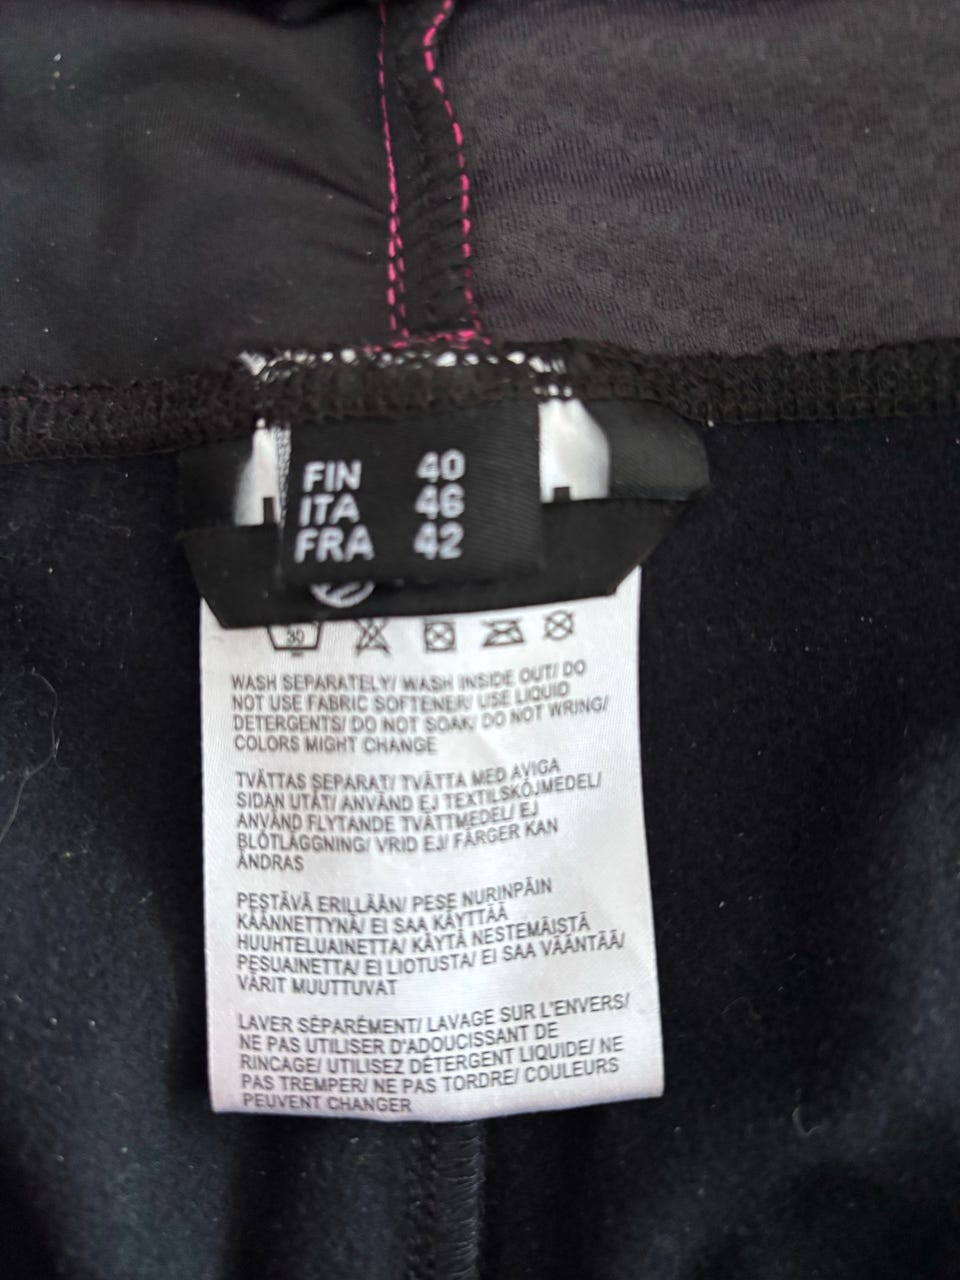 FIN 40
ITA 46
FRA 42
30
WASH SEPARATELY/ WASH INSIDE OUT/ DO
NOT USE FABRIC SOFTENER/ USE LIQUID
DETERGENTS/ DO NOT SOAK/ DO NOT WRING/
COLORS MIGHT CHANGE
TVÄTTAS SEPARAT/ TVÄTTA MED AVIGA
SIDAN UTÅT/ ANVÄND EJ TEXTILSKÖJMEDEL/
ANVÄND FLYTANDE TVÄTTMEDEL/ EJ
BLÖTLÄGGNING/ VRID EJ/ FÄRGER KAN
ÄNDRAS
PESTÄVÄ ERILLÄÄN/ PESE NURINPÄIN
KÄÄNNETTYNÄ/ EI SAA KÄYTTÄÄ
HUUHTELUAINETTA/ KÄYTÄ NESTEMÄISTÄ
PESUAINETTA/ EI LIOTUSTA/ EI SAA VÄÄNTÄÄ/
VÄRIT MUUTTUVAT
LAVER SÉPARÉMENT/ LAVAGE SUR L'ENVERS/
NE PAS UTILISER D'ADOUCISSANT DE
RINCAGE/ UTILISEZ DÉTERGENT LIQUIDE/ NE
PAS TREMPER/ NE PAS TORDRE/ COULEURS
PEUVENT CHANGER